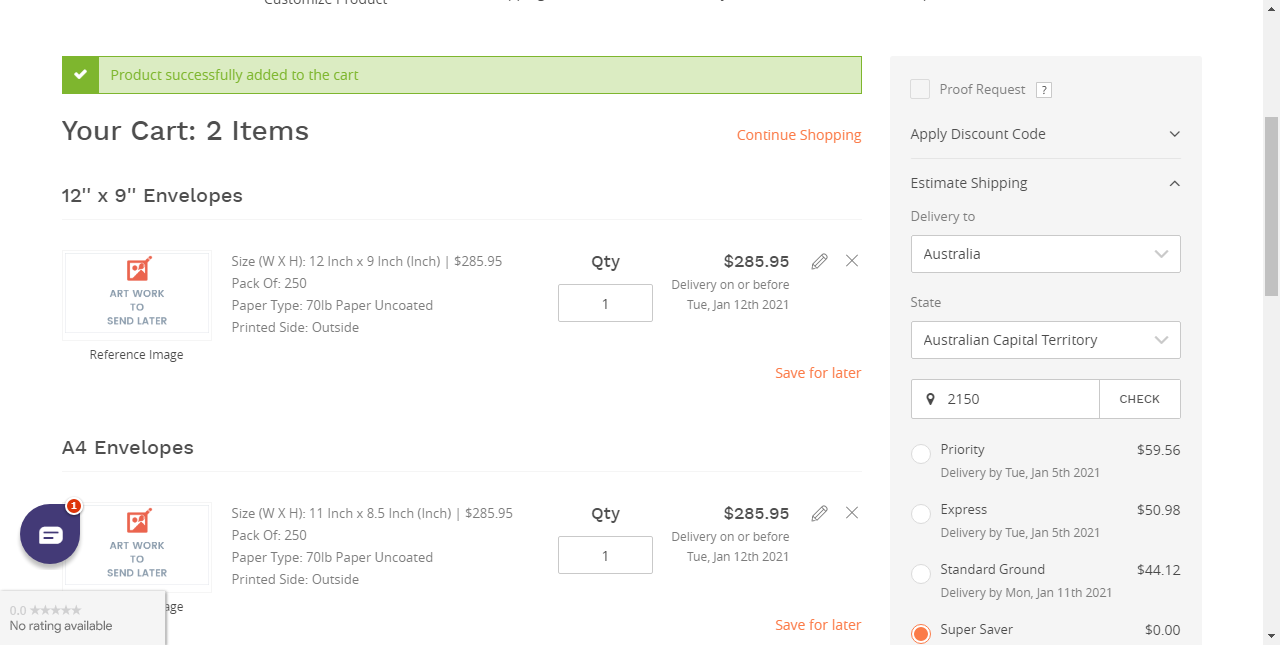 Customize Product
Product successfully added to the cart
Your Cart: 2 Items
Continue Shopping
12'' x 9'' Envelopes
ART WORK
TO
SEND LATER
Reference Image
Size (W X H): 12 Inch x 9 Inch (Inch) | $285.95
Pack Of: 250
Paper Type: 70lb Paper Uncoated
Printed Side: Outside
Qty
1
$285.95
Delivery on or before
Tue, Jan 12th 2021
Save for later
A4 Envelopes
ART WORK
TO
SEND LATER
age
Size (W X H): 11 Inch x 8.5 Inch (Inch) | $285.95
Pack Of: 250
Paper Type: 70lb Paper Uncoated
Printed Side: Outside
Qty
1
$285.95
Delivery on or before
Tue, Jan 12th 2021
Save for later
1
0.0 ★★★★★
No rating available
Proof Request ?
Apply Discount Code
Estimate Shipping
Delivery to
Australia
State
Australian Capital Territory
2150 CHECK
Priority $59.56
Delivery by Tue, Jan 5th 2021
Express $50.98
Delivery by Tue, Jan 5th 2021
Standard Ground $44.12
Delivery by Mon, Jan 11th 2021
Super Saver $0.00